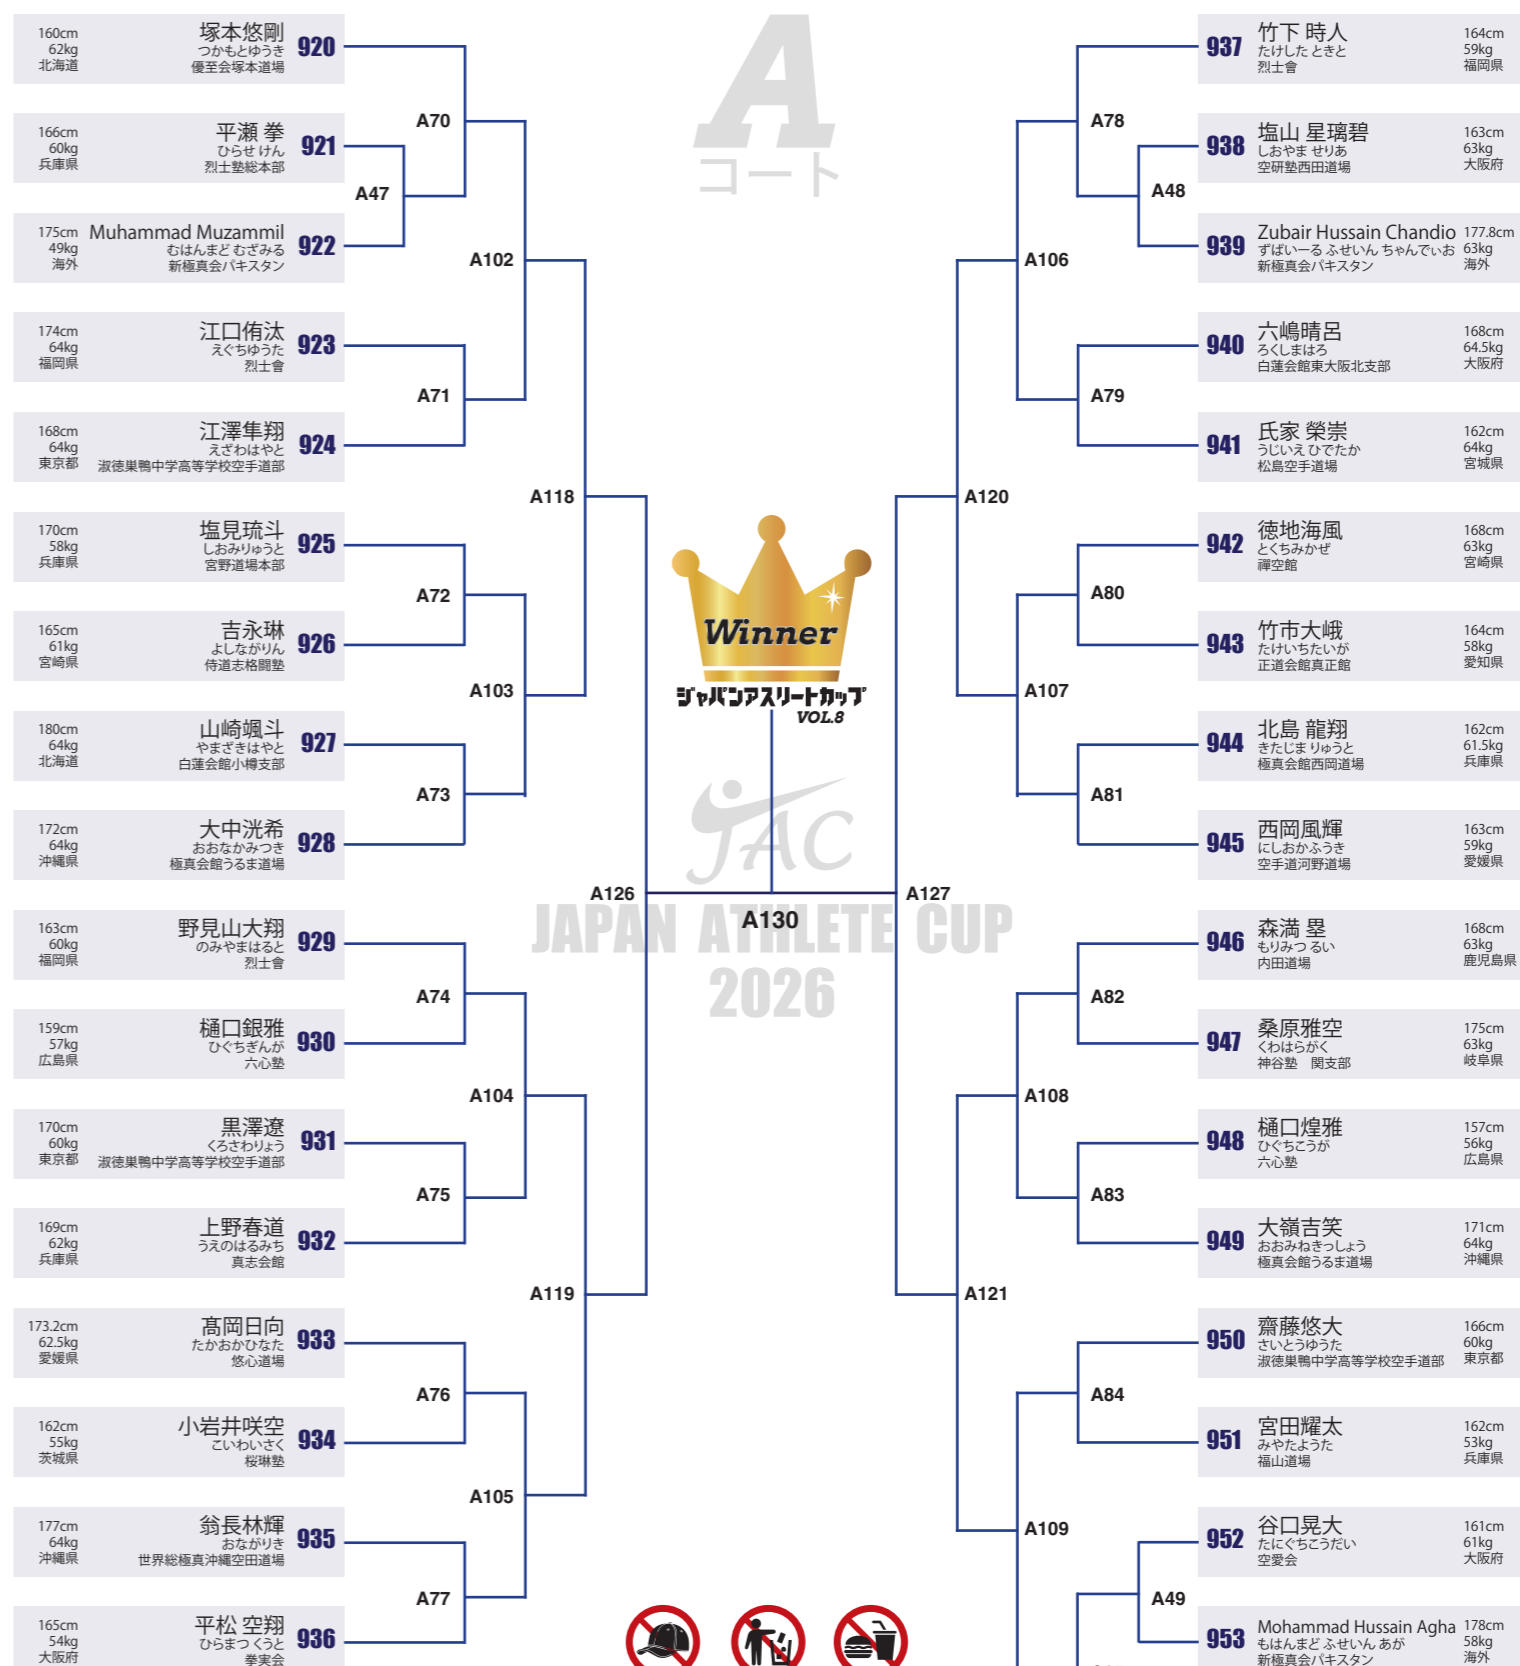 A
コート
160cm
62kg
北海道
塚本悠剛
つかもとゆうき
優至会塚本道場
920
166cm
60kg
兵庫県
平瀬 拳
ひらせ けん
烈士塾総本部
921
175cm
49kg
海外
Muhammad Muzammil
むはんまど むざみる
新極真会パキスタン
922
174cm
64kg
福岡県
江口侑汰
えぐちゆうた
烈士會
923
168cm
64kg
東京都
江澤隼翔
えざわはやと
淑徳巣鴨中学高等学校空手道部
924
170cm
58kg
兵庫県
塩見琉斗
しおみりゅうと
宮野道場本部
925
165cm
61kg
宮崎県
吉永琳
よしながりん
侍道志格闘塾
926
180cm
64kg
北海道
山崎颯斗
やまざきはやと
白蓮会館小樽支部
927
172cm
64kg
沖縄県
大中洸希
おおなかみつき
極真会館うるま道場
928
163cm
60kg
福岡県
野見山大翔
のみやまはると
烈士會
929
159cm
57kg
広島県
樋口銀雅
ひぐちぎんが
六心塾
930
170cm
60kg
東京都
黒澤遼
くろさわりょう
淑徳巣鴨中学高等学校空手道部
931
169cm
62kg
兵庫県
上野春道
うえのはるみち
真志会館
932
173.2cm
62.5kg
愛媛県
髙岡日向
たかおかひなた
悠心道場
933
162cm
55kg
茨城県
小岩井咲空
こいわいさく
桜琳塾
934
177cm
64kg
沖縄県
翁長林輝
おながりき
世界総極真沖縄空田道場
935
165cm
54kg
大阪府
平松 空翔
ひらまつ くうと
拳実会
936
A47
A70
A71
A72
A73
A74
A75
A76
A77
A102
A103
A104
A105
A118
A119
A126
Winner
ジャパンアスリートカップ
VOL.8
JAC
A130
JAPAN ATHLETE CUP
2026
A127
A120
A121
A106
A107
A108
A109
A78
A79
A80
A81
A82
A83
A84
A48
A49
937
竹下 時人
たけした ときと
烈士會
164cm
59kg
福岡県
938
塩山 星璃碧
しおやま せりあ
空研塾西田道場
163cm
63kg
大阪府
939
Zubair Hussain Chandio
ずばいーる ふせいん ちゃんでぃお
新極真会パキスタン
177.8cm
63kg
海外
940
六嶋晴呂
ろくしまはろ
白蓮会館東大阪北支部
168cm
64.5kg
大阪府
941
氏家 榮崇
うじいえ ひでたか
松島空手道場
162cm
64kg
宮城県
942
徳地海風
とくちみかぜ
禪空館
168cm
63kg
宮崎県
943
竹市大峨
たけいちたいが
正道会館真正館
164cm
58kg
愛知県
944
北島 龍翔
きたじま りゅうと
極真会館西岡道場
162cm
61.5kg
兵庫県
945
西岡風輝
にしおかふうき
空手道河野道場
163cm
59kg
愛媛県
946
森満 塁
もりみつ るい
内田道場
168cm
63kg
鹿児島県
947
桑原雅空
くわはらがく
神谷塾　関支部
175cm
63kg
岐阜県
948
樋口煌雅
ひぐちこうが
六心塾
157cm
56kg
広島県
949
大嶺吉笑
おおみねきっしょう
極真会館うるま道場
171cm
64kg
沖縄県
950
齋藤悠大
さいとうゆうた
淑徳巣鴨中学高等学校空手道部
166cm
60kg
東京都
951
宮田耀太
みやたようた
福山道場
162cm
53kg
兵庫県
952
谷口晃大
たにぐちこうだい
空愛会
161cm
61kg
大阪府
953
Mohammad Hussain Agha
もはんまど ふせいん あが
新極真会パキスタン
178cm
58kg
海外